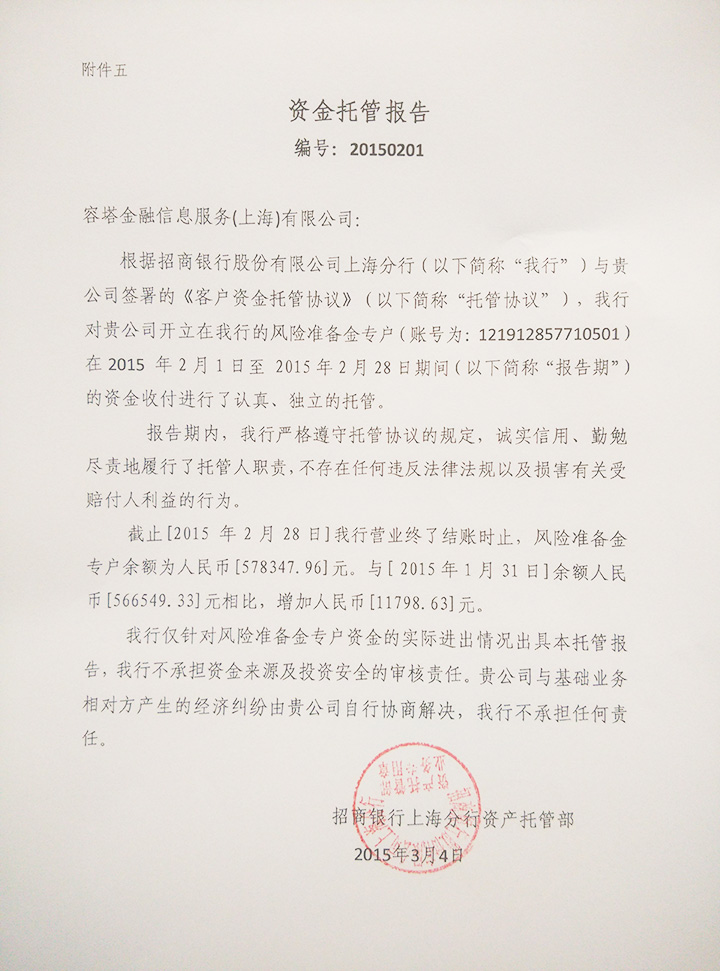 附件五
资金托管报告
编号：20150201
容塔金融信息服务(上海)有限公司：
根据招商银行股份有限公司上海分行（以下简称“我行”）与贵
公司签署的《客户资金托管协议》（以下简称“托管协议”），我行
对贵公司开立在我行的风险准备金专户（账号为：121912857710501）
在 2015 年 2 月 1 日至 2015 年 2 月 28 日期间（以下简称“报告期”）
的资金收付进行了认真、独立的托管。
报告期内，我行严格遵守托管协议的规定，诚实信用、勤勉
尽责地履行了托管人职责，不存在任何违反法律法规以及损害有关受
赔付人利益的行为。
截止[2015 年 2 月 28 日]我行营业终了结账时止，风险准备金
专户余额为人民币[578347.96]元。与[ 2015 年 1 月 31 日]余额人民
币[566549.33]元相比，增加人民币[11798.63]元。
我行仅针对风险准备金专户资金的实际进出情况出具本托管报
告，我行不承担资金来源及投资安全的审核责任。贵公司与基础业务
相对方产生的经济纠纷由贵公司自行协商解决，我行不承担任何责
任。
招商银行上海分行资产托管部
2015年3月4日
资产托管部
业务专用章